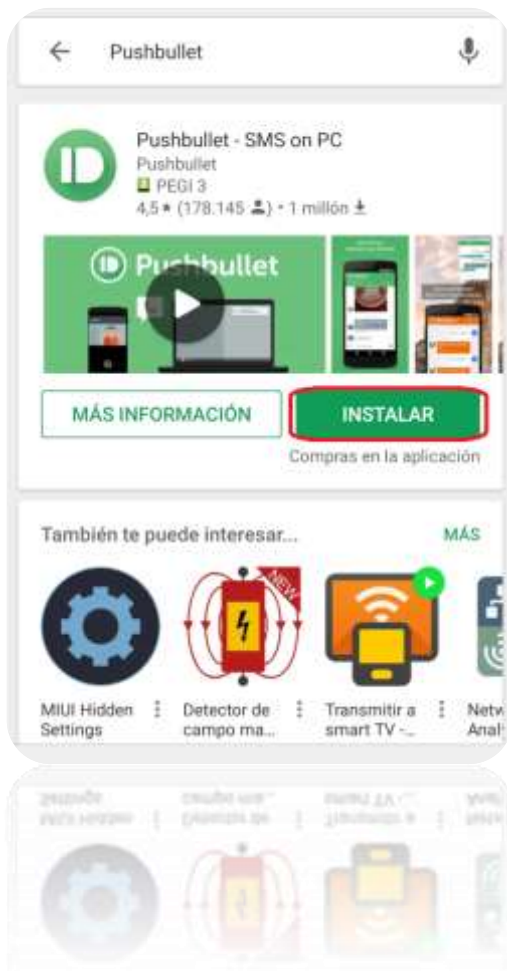 Pushbullet
Pushbullet - SMS on PC
Pushbullet
PEGI 3
4,5 ★ (178.145 👤) • 1 millón ⬇
Pushbullet
MÁS INFORMACIÓN
INSTALAR
Compras en la aplicación
También te puede interesar...
MÁS
NEW
MIUI Hidden
Settings
Detector de
campo ma...
Transmitir a
smart TV -...
Netw
Anal